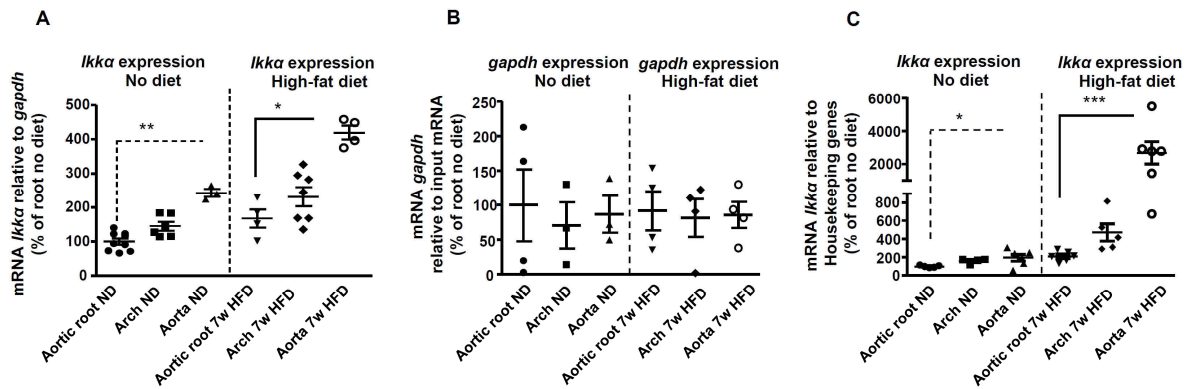 A
Ikkα expression
No diet
Ikkα expression
High-fat diet
mRNA Ikkα relative to gapdh
(% of root no diet)
500
400
300
200
100
0
**
*
Aortic root ND
Arch ND
Aorta ND
Aortic root 7w HFD
Arch 7w HFD
Aorta 7w HFD
B
gapdh expression
No diet
gapdh expression
High-fat diet
mRNA gapdh
relative to input mRNA
(% of root no diet)
250
200
150
100
50
0
Aortic root ND
Arch ND
Aorta ND
Aortic root 7w HFD
Arch 7w HFD
Aorta 7w HFD
C
Ikkα expression
No diet
Ikkα expression
High-fat diet
mRNA Ikkα relative to
Housekeeping genes
(% of root no diet)
6000
4000
2000
800
600
400
200
0
*
***
Aortic root ND
Arch ND
Aorta ND
Aortic root 7w HFD
Arch 7w HFD
Aorta 7w HFD